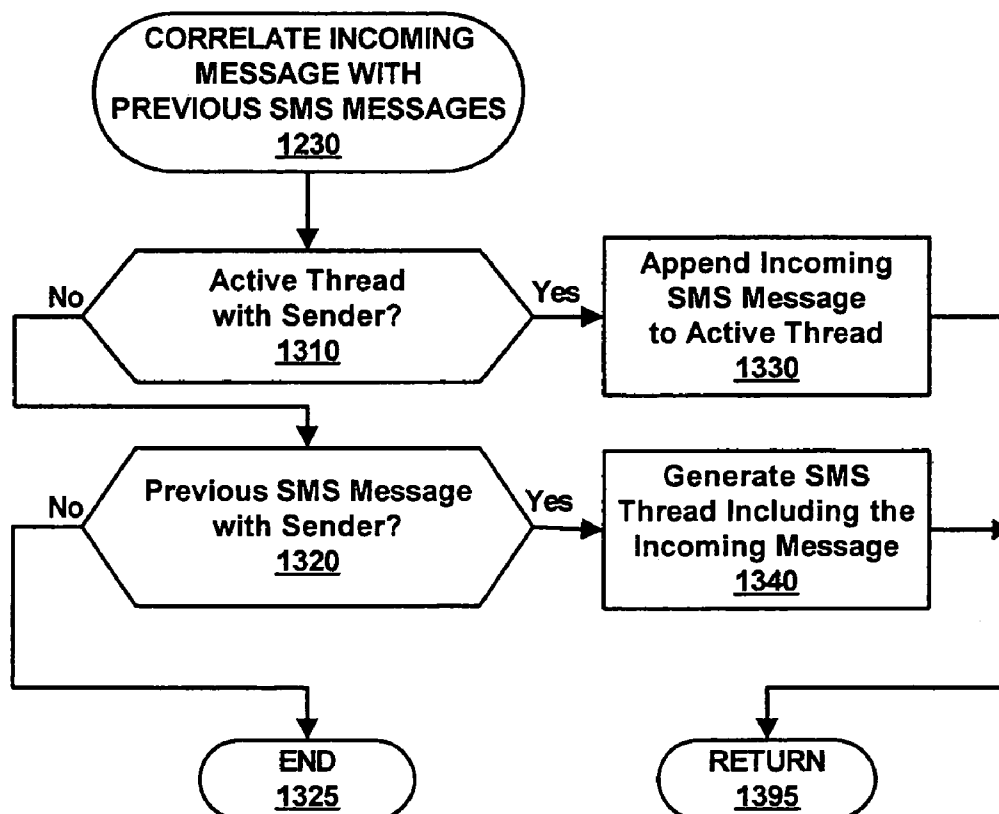 CORRELATE INCOMING
MESSAGE WITH
PREVIOUS SMS MESSAGES
1230
No
Active Thread
with Sender?
1310
Yes
Append Incoming
SMS Message
to Active Thread
1330
No
Previous SMS Message
with Sender?
1320
Yes
Generate SMS
Thread Including the
Incoming Message
1340
END
1325
RETURN
1395